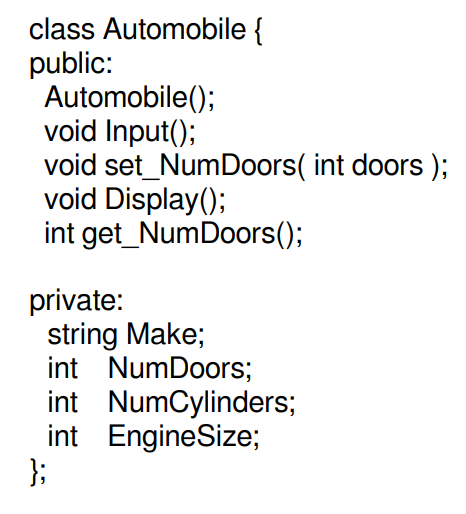 class Automobile {
public:
Automobile();
void Input();
void set_NumDoors( int doors );
void Display();
int get_NumDoors();
private:
string Make;
int NumDoors;
int NumCylinders;
int EngineSize;
};